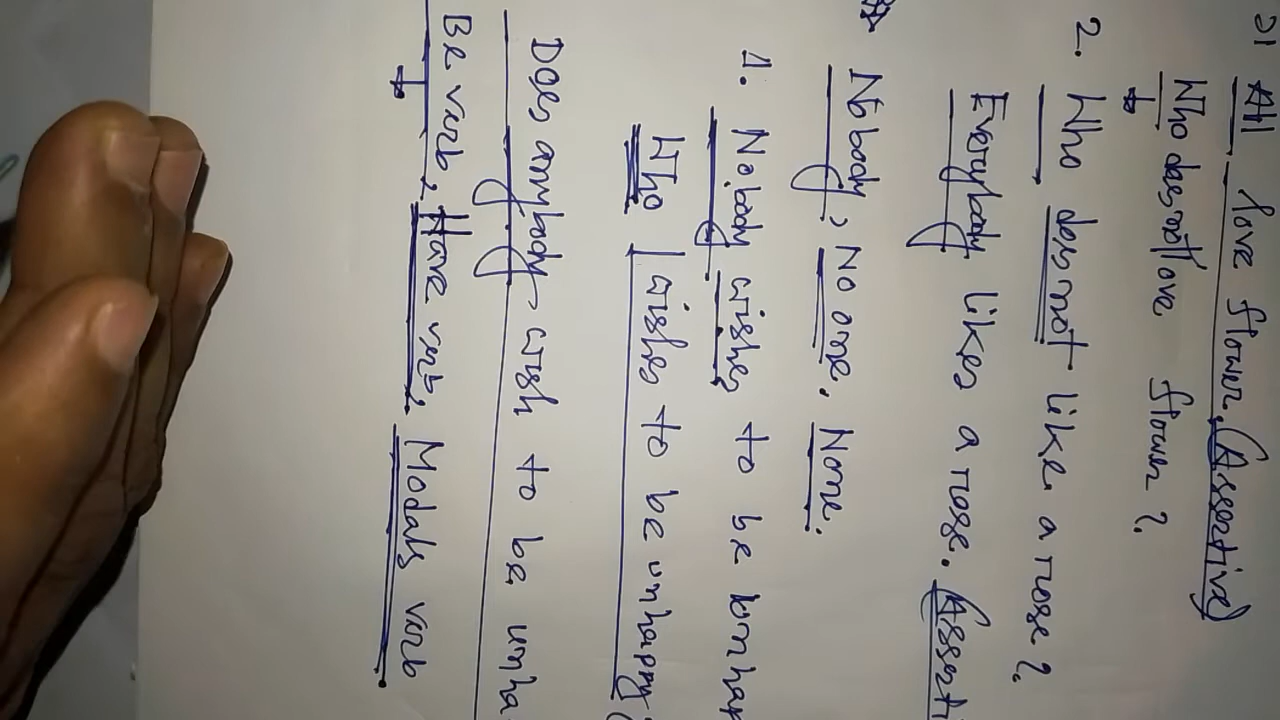 All love flower. (Assertive)
Who does not love flower ?.
2. Who does not like a rose ?.
Everybody likes a rose. (Asserti
Nobody, No one, None.
1. Nobody wishes to be unhap
Who wishes to be unhappy?
Does anybody wish to be unha
Be verb, Have verb, Modals verb